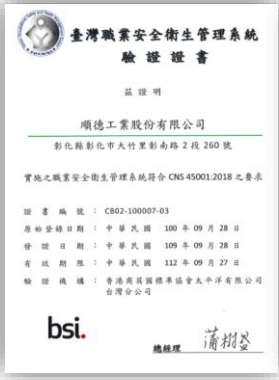 臺灣職業安全衛生管理系統
驗證證書
茲證明
順德工業股份有限公司
彰化縣彰化市大竹里彰南路 2 段 260 號
實施之職業安全衛生管理系統符合 CNS 45001:2018 之要求
證書編號 : CB02-100007-03
原始登錄日期 : 中華民國 100 年 09 月 28 日
發證日期 : 中華民國 109 年 09 月 28 日
有效期限 : 中華民國 112 年 09 月 27 日
驗證機構 : 香港商英國標準協會太平洋有限公司
台灣分公司
bsi.
總經理 蒲樹盛